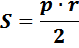 S = p · r / 2